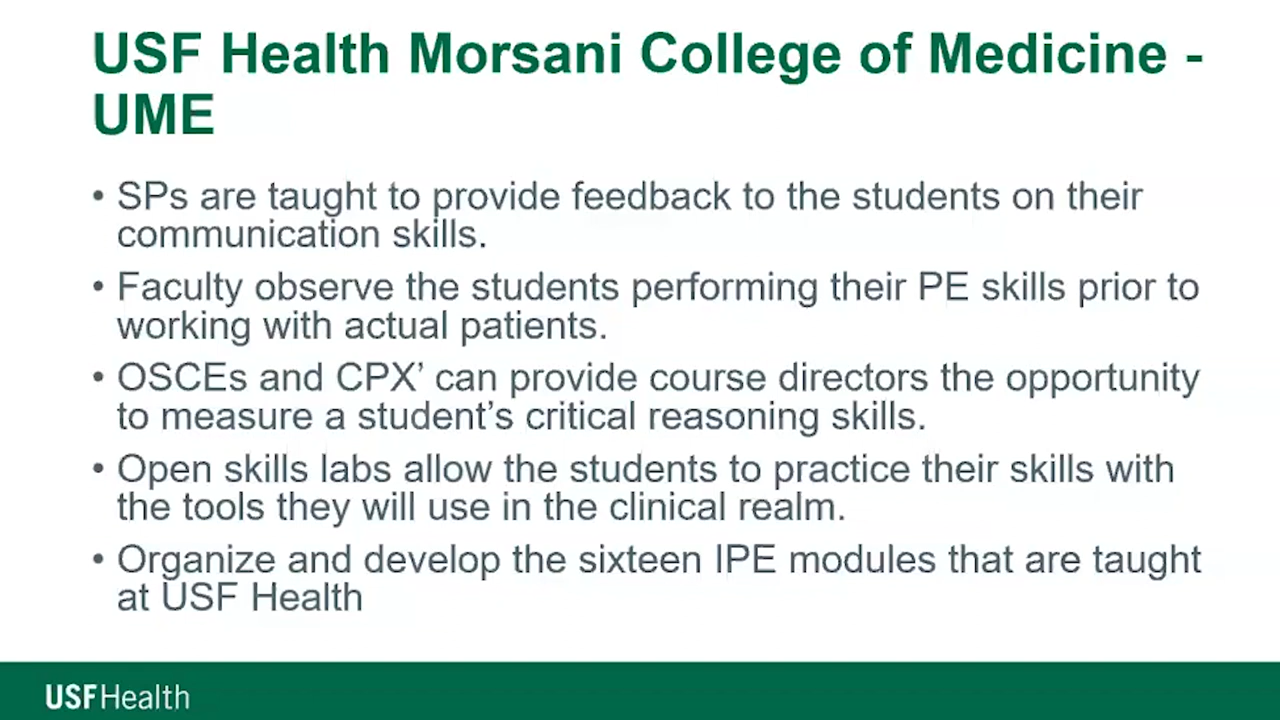 USF Health Morsani College of Medicine -
UME
• SPs are taught to provide feedback to the students on their
communication skills.
• Faculty observe the students performing their PE skills prior to
working with actual patients.
• OSCEs and CPX’ can provide course directors the opportunity
to measure a student’s critical reasoning skills.
• Open skills labs allow the students to practice their skills with
the tools they will use in the clinical realm.
• Organize and develop the sixteen IPE modules that are taught
at USF Health
USFHealth